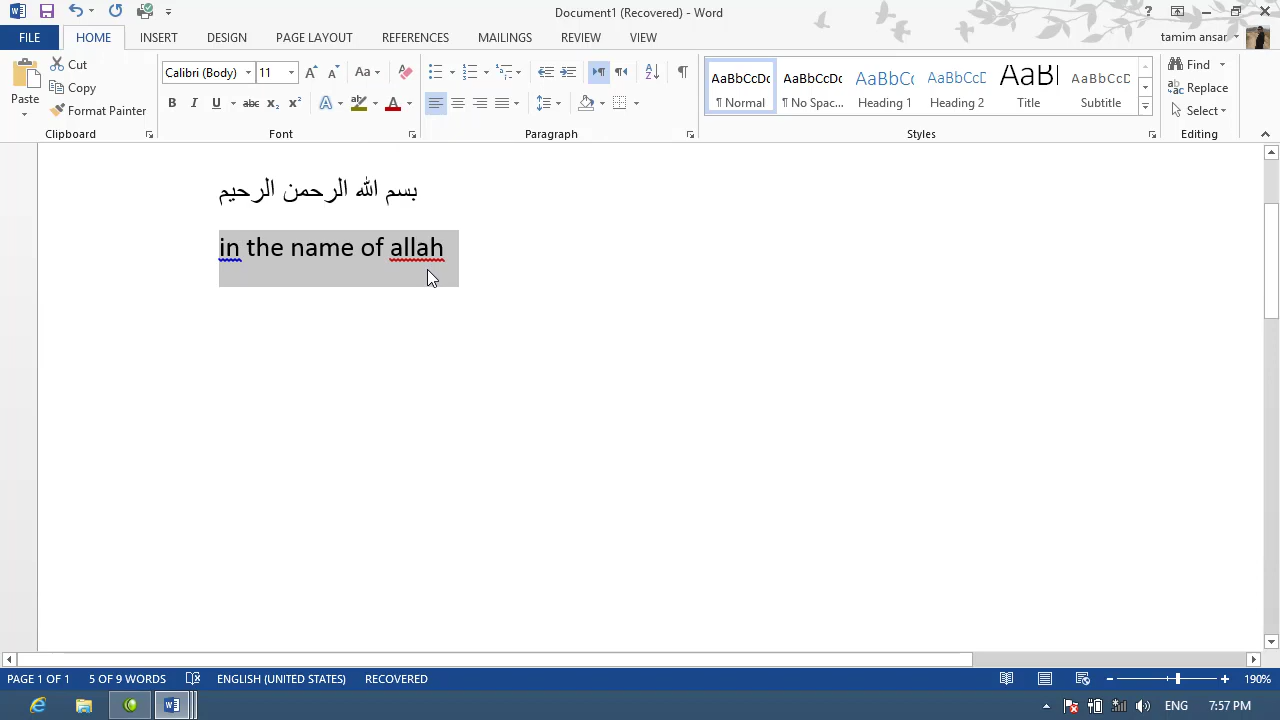 Document1 (Recovered) - Word
FILE HOME INSERT DESIGN PAGE LAYOUT REFERENCES MAILINGS REVIEW VIEW tamim ansar
Cut
Copy
Format Painter
Paste
Clipboard
Calibri (Body) 11
Font
Paragraph
AaBbCcDc AaBbCcDc AaBbCc AaBbCcD AaB AaBbCcD
¶ Normal ¶ No Spac... eading 1 Heading 2 Title Subtitle
Styles
Find
Replace
Select
Editing
بسم الله الرحمن الرحيم
in the name of allah
PAGE 1 OF 1 5 OF 9 WORDS ENGLISH (UNITED STATES) RECOVERED 190%
ENG 7:57 PM